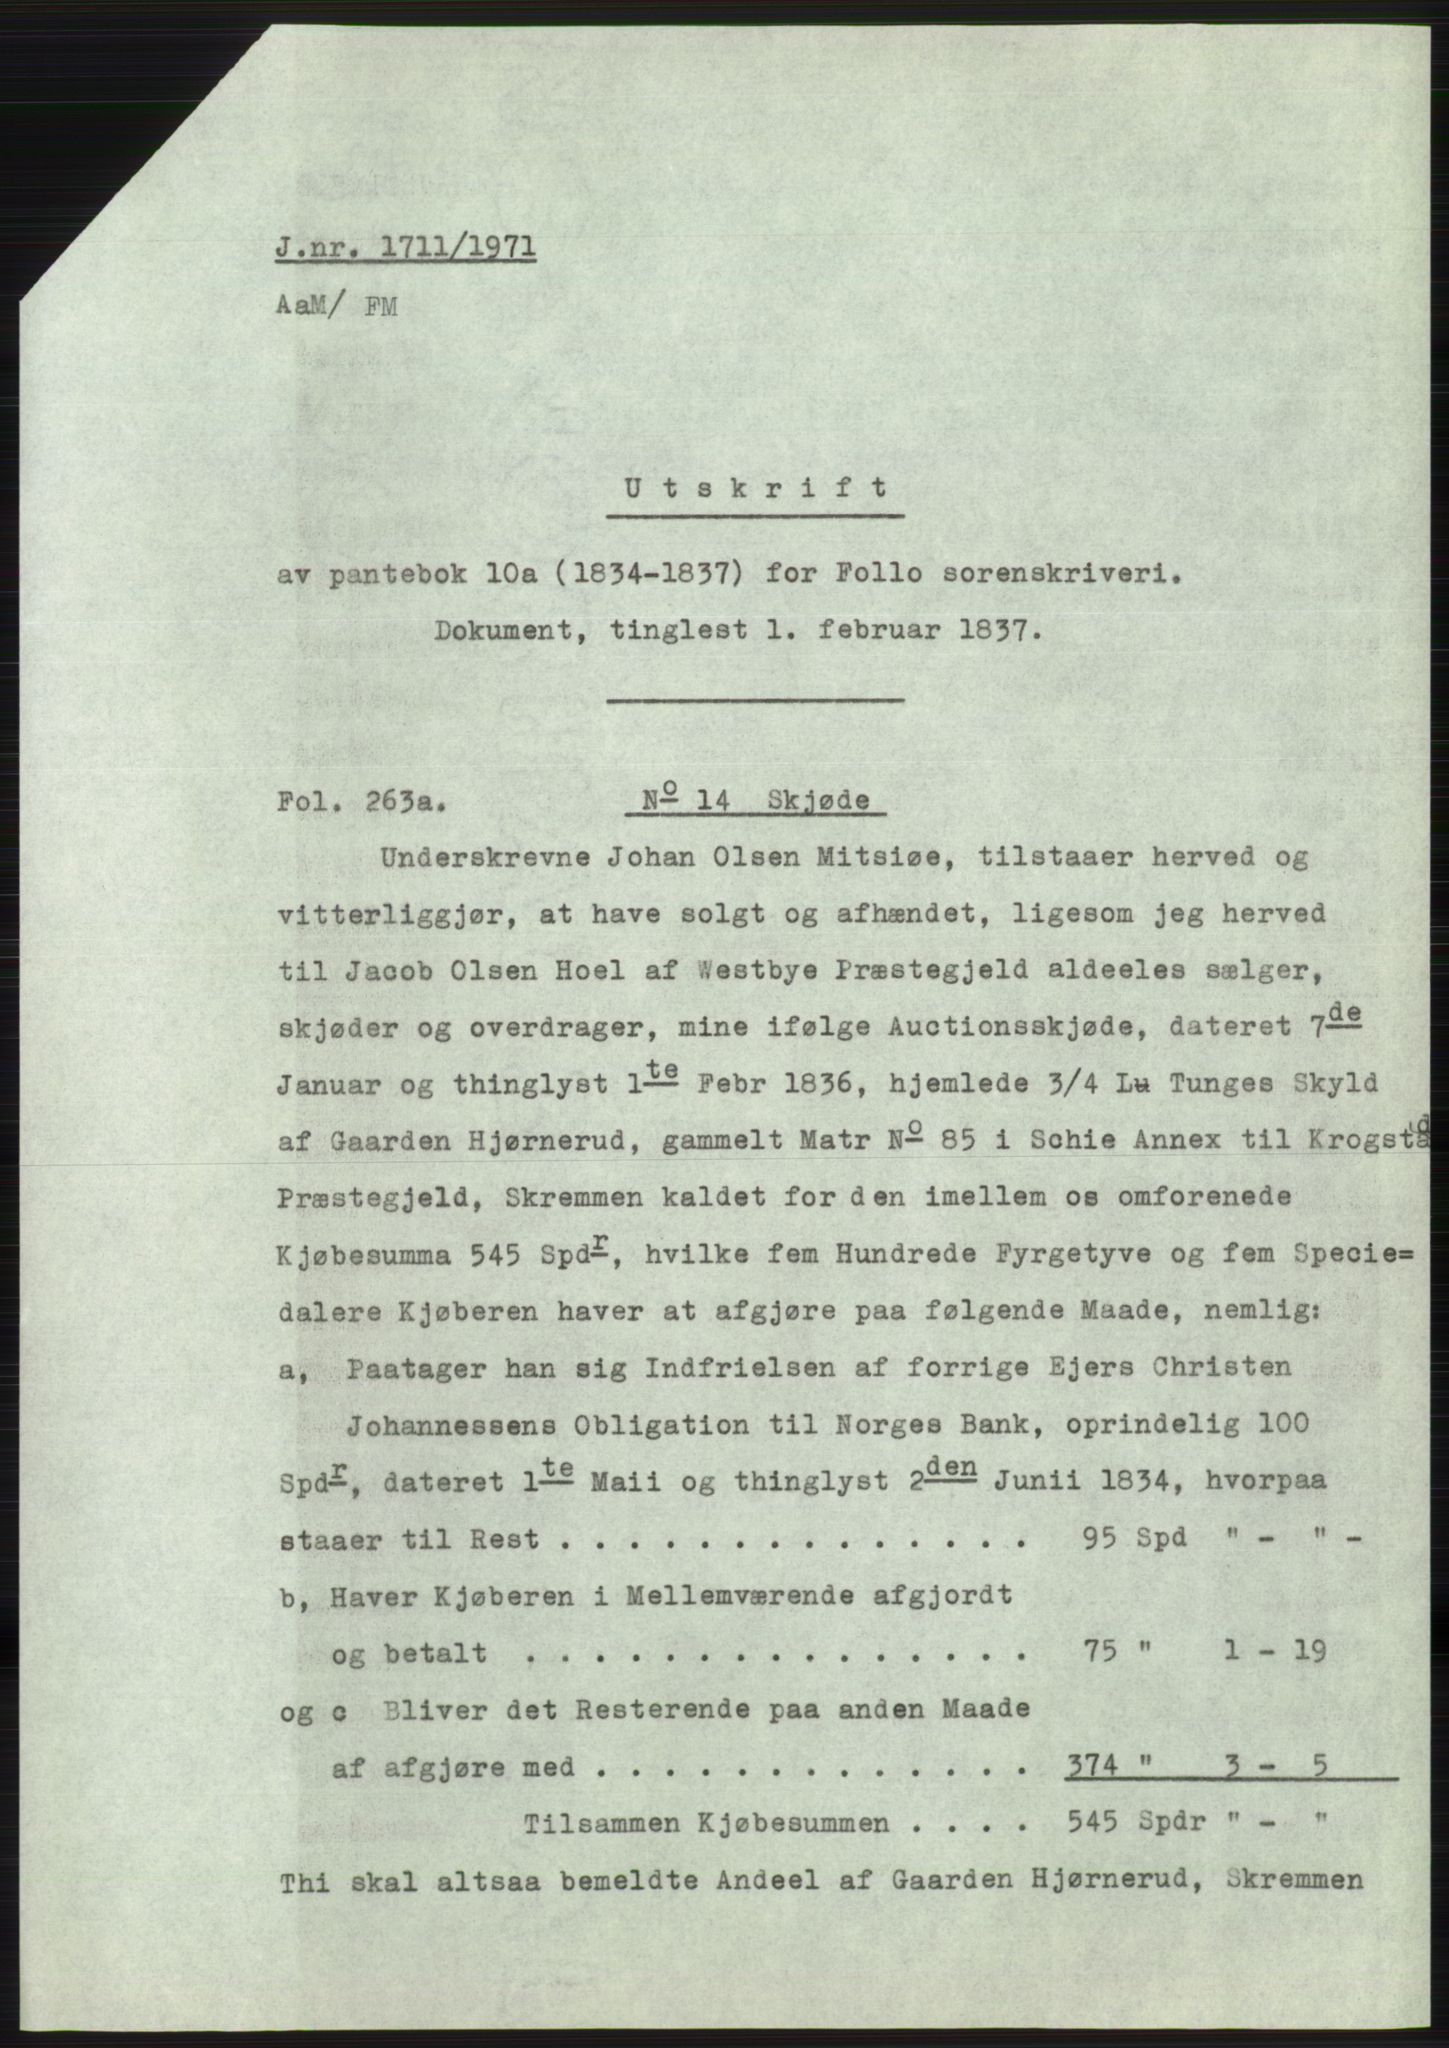 J.nr. 1711/1971
AaM/ FM
U t s k r i f t
av pantebok 10a (1834-1837) for Follo sorenskriveri.
Dokument, tinglest 1. februar 1837.
Fol. 263a. No 14 Skjøde
Underskrevne Johan Olsen Mitsiøe, tilstaaer herved og
vitterliggjør, at have solgt og afhændet, ligesom jeg herved
til Jacob Olsen Hoel af Westbye Præstegjeld aldeeles sælger,
skjøder og overdrager, mine ifølge Auctionsskjøde, dateret 7de
Januar og thinglyst 1te Febr 1836, hjemlede 3/4 Lu Tunges Skyld
af Gaarden Hjørnerud, gammelt Matr No 85 i Schie Annex til Krogstad
Præstegjeld, Skremmen kaldet for den imellem os omforenede
Kjøbesumma 545 Spdr, hvilke fem Hundrede Fyrgetyve og fem Specie=
dalere Kjøberen haver at afgjøre paa følgende Maade, nemlig:
a, Paatager han sig Indfrielsen af forrige Ejers Christen
Johannessens Obligation til Norges Bank, oprindelig 100
Spdr, dateret 1te Maii og thinglyst 2den Junii 1834, hvorpaa
staaer til Rest . . . . . . . . . . . . . . 95 Spd " - " -
b, Haver Kjøberen i Mellemværende afgjordt
og betalt . . . . . . . . . . . . . . . 75 " 1 - 19
og c Bliver det Resterende paa anden Maade
af afgjøre med . . . . . . . . . . . . . 374 " 3 - 5
Tilsammen Kjøbesummen . . . . 545 Spdr " - "
Thi skal altsaa bemeldte Andeel af Gaarden Hjørnerud, Skremmen